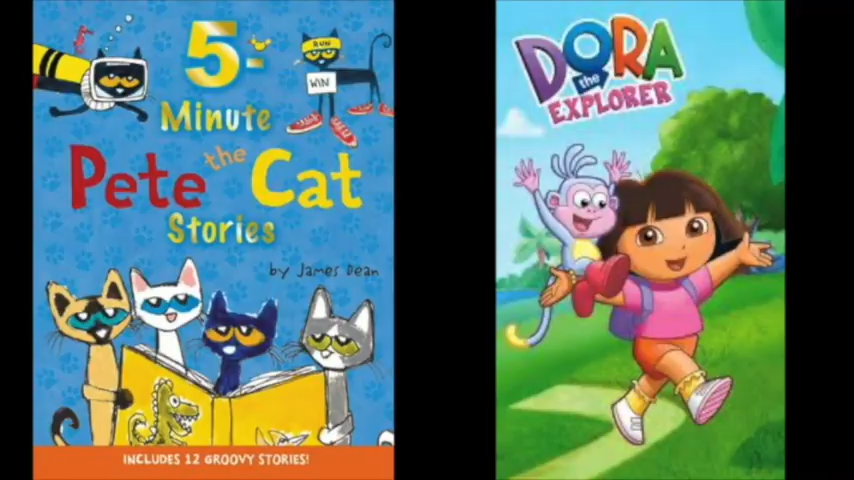 5-
Minute
Pete the Cat
Stories
by James Dean
RUN
WIN
INCLUDES 12 GROOVY STORIES!
DORA
the
EXPLORER